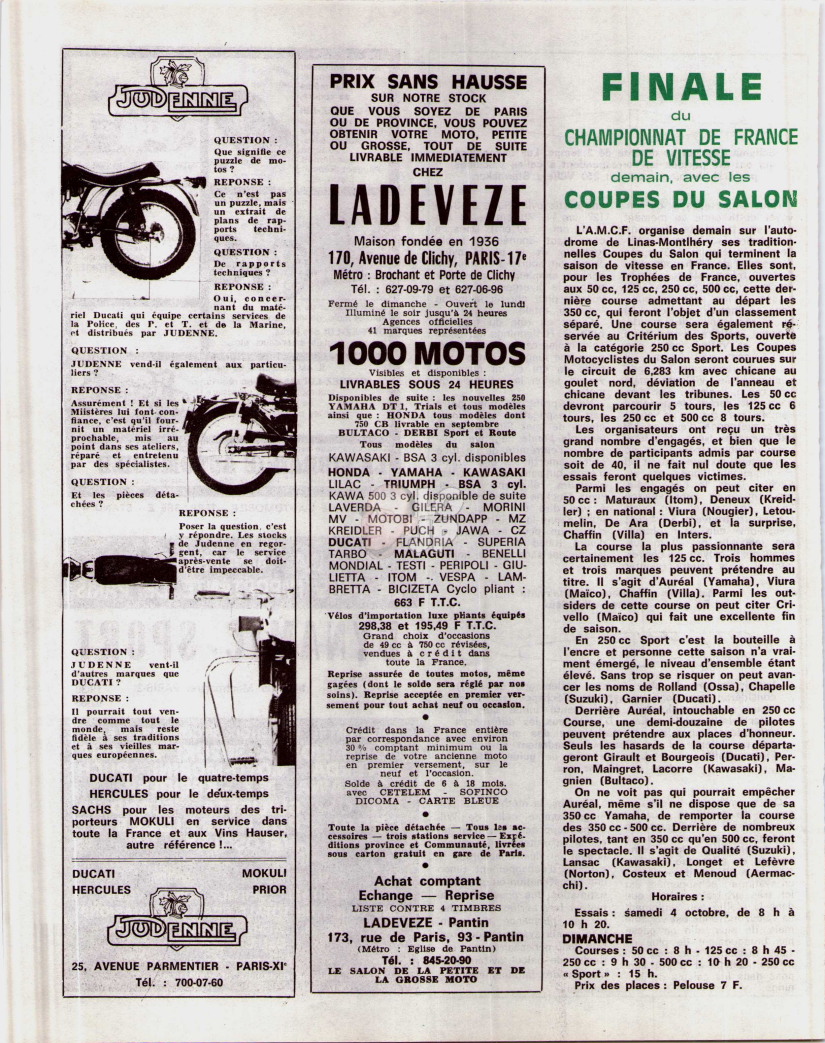 JUDENNE
QUESTION :
Que signifie ce
puzzle de mo-
tos ?
REPONSE :
Ce n'est pas
un puzzle, mais
un extrait de
plans de rap-
ports techni-
ques.
QUESTION :
De rapports
techniques ?
REPONSE :
Oui, concer-
nant du maté-
riel Ducati qui équipe certains services de
la Police, des P. et T. et de la Marine,
et distribués par JUDENNE.
QUESTION :
JUDENNE vend-il également aux particu-
liers ?
REPONSE :
Assurément ! Et si les
Miistères lui font con-
fiance, c'est qu'il four-
nit un matériel irré-
prochable, mis au
point dans ses ateliers,
réparé et entretenu
par des spécialistes.
QUESTION :
Et les pièces déta-
chées ?
REPONSE :
Poser la question, c'est
y répondre. Les stocks
de Judenne en regor-
gent, car le service
après-vente se doit-
d'être impeccable.
QUESTION :
JUDENNE vent-il
d'autres marques que
DUCATI ?
REPONSE :
Il pourrait tout ven-
dre comme tout le
monde, mais reste
fidèle à ses traditions
et à ses vieilles mar-
ques européennes.
DUCATI pour le quatre-temps
HERCULES pour le deux-temps
SACHS pour les moteurs des tri-
porteurs MOKULI en service dans
toute la France et aux Vins Hauser,
autre référence !...
DUCATI MOKULI
HERCULES PRIOR
JUDENNE
25, AVENUE PARMENTIER - PARIS-XIe
Tél. : 700-07-60
PRIX SANS HAUSSE
SUR NOTRE STOCK
QUE VOUS SOYEZ DE PARIS
OU DE PROVINCE, VOUS POUVEZ
OBTENIR VOTRE MOTO, PETITE
OU GROSSE, TOUT DE SUITE
LIVRABLE IMMEDIATEMENT
CHEZ
LADEVEZE
Maison fondée en 1936
170, Avenue de Clichy, PARIS-17e
Métro : Brochant et Porte de Clichy
Tél. : 627-09-79 et 627-06-96
Fermé le dimanche - Ouvert le lundi
Illuminé le soir jusqu'à 24 heures
Agences officielles
41 marques représentées
1000 MOTOS
Visibles et disponibles :
LIVRABLES SOUS 24 HEURES
Disponibles de suite : les nouvelles 250
YAMAHA DT 1, Trials et tous modèles
ainsi que : HONDA tous modèles dont
750 CB livrable en septembre
BULTACO - DERBI Sport et Route
Tous modèles du salon
KAWASAKI - BSA 3 cyl. disponibles
HONDA - YAMAHA - KAWASAKI
LILAC - TRIUMPH - BSA 3 cyl.
KAWA 500 3 cyl. disponible de suite
LAVERDA - GILERA - MORINI
MV - MOTOBI - ZUNDAPP - MZ
KREIDLER - PUCH - JAWA - CZ
DUCATI - FLANDRIA - SUPERIA
TARBO - MALAGUTI - BENELLI
MONDIAL - TESTI - PERIPOLI - GIU-
LIETTA - ITOM -. VESPA - LAM-
BRETTA - BICIZETA Cyclo pliant :
663 F T.T.C.
Vélos d'importation luxe pliants équipés
298,38 et 195,49 F T.T.C.
Grand choix d'occasions
de 49 cc à 750 cc révisées,
vendues à crédit dans
toute la France.
Reprise assurée de toutes motos, même
gagées (dont le solde sera réglé par nos
soins). Reprise acceptée en premier ver-
sement pour tout achat neuf ou occasion.
●
Crédit dans la France entière
par correspondance avec environ
30 % comptant minimum ou la
reprise de votre ancienne moto
en premier versement, sur le
neuf et l'occasion.
Solde à crédit de 6 à 18 mois.
avec CETELEM - SOFINCO
DICOMA - CARTE BLEUE
●
Toute la pièce détachée — Tous les ac-
cessoires — trois stations service — Expé-
ditions province et Communauté, livrées
sous carton gratuit en gare de Paris.
●
Achat comptant
Echange — Reprise
LISTE CONTRE 4 TIMBRES
LADEVEZE - Pantin
173, rue de Paris, 93 - Pantin
(Métro : Eglise de Pantin)
Tél. : 845-20-90
LE SALON DE LA PETITE ET DE
LA GROSSE MOTO
FINALE
du
CHAMPIONNAT DE FRANCE
DE VITESSE
demain, avec les
COUPES DU SALON
L'A.M.C.F. organise demain sur l'auto-
drome de Linas-Montlhéry ses tradition-
nelles Coupes du Salon qui terminent la
saison de vitesse en France. Elles sont,
pour les Trophées de France, ouvertes
aux 50 cc, 125 cc, 250 cc, 500 cc, cette der-
nière course admettant au départ les
350 cc, qui feront l'objet d'un classement
séparé. Une course sera également ré-
servée au Critérium des Sports, ouverte
à la catégorie 250 cc Sport. Les Coupes
Motocyclistes du Salon seront courues sur
le circuit de 6,283 km avec chicane au
goulet nord, déviation de l'anneau et
chicane devant les tribunes. Les 50 cc
devront parcourir 5 tours, les 125 cc 6
tours, les 250 cc et 500 cc 8 tours.
Les organisateurs ont reçu un très
grand nombre d'engagés, et bien que le
nombre de participants admis par course
soit de 40, il ne fait nul doute que les
essais feront quelques victimes.
Parmi les engagés on peut citer en
50 cc : Maturaux (Itom), Deneux (Kreid-
ler) ; en national : Viura (Nougier), Letou-
melin, De Ara (Derbi), et la surprise,
Chaffin (Villa) en Inters.
La course la plus passionnante sera
certainement les 125 cc. Trois hommes
et trois marques peuvent prétendre au
titre. Il s'agit d'Auréal (Yamaha), Viura
(Maïco), Chaffin (Villa). Parmi les out-
siders de cette course on peut citer Cri-
vello (Maico) qui fait une excellente fin
de saison.
En 250 cc Sport c'est la bouteille à
l'encre et personne cette saison n'a vrai-
ment émergé, le niveau d'ensemble étant
élevé. Sans trop se risquer on peut avan-
cer les noms de Rolland (Ossa), Chapelle
(Suzuki), Garnier (Ducati).
Derrière Auréal, intouchable en 250 cc
Course, une demi-douzaine de pilotes
peuvent prétendre aux places d'honneur.
Seuls les hasards de la course départa-
geront Girault et Bourgeois (Ducati), Per-
ron, Maingret, Lacorre (Kawasaki), Ma-
gnien (Bultaco).
On ne voit pas qui pourrait empêcher
Auréal, même s'il ne dispose que de sa
350 Yamaha, de remporter la course
des 350 cc - 500 cc. Derrière de nombreux
pilotes, tant en 350 cc qu'en 500 cc, feront
le spectacle. Il s'agit de Qualité (Suzuki),
Lansac (Kawasaki), Longet et Lefèvre
(Norton), Costeux et Menoud (Aermac-
chi).
Horaires :
Essais : samedi 4 octobre, de 8 h à
10 h 20.
DIMANCHE
Courses : 50 cc : 8 h - 125 cc : 8 h 45 -
250 cc : 9 h 30 - 500 cc : 10 h 20 - 250 cc
« Sport » : 15 h.
Prix des places : Pelouse 7 F.